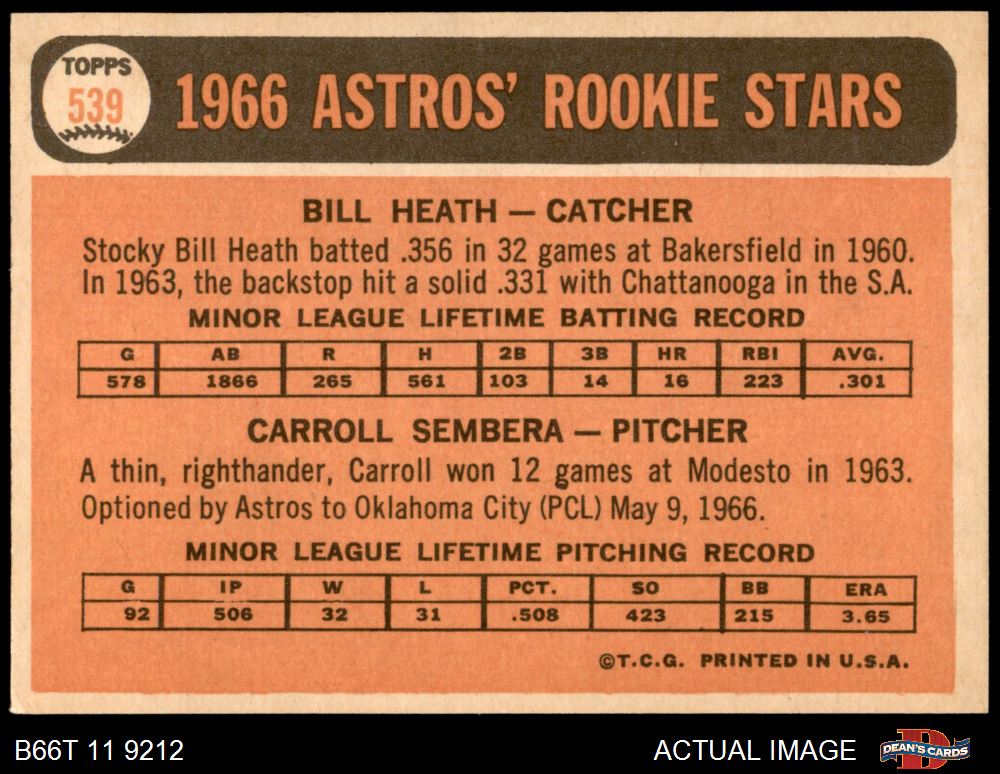 TOPPS
539
1966 ASTROS' ROOKIE STARS
BILL HEATH — CATCHER
Stocky Bill Heath batted .356 in 32 games at Bakersfield in 1960.
In 1963, the backstop hit a solid .331 with Chattanooga in the S.A.
MINOR LEAGUE LIFETIME BATTING RECORD
G AB R H 2B 3B HR RBI AVG.
578 1866 265 561 103 14 16 223 .301
CARROLL SEMBERA — PITCHER
A thin, righthander, Carroll won 12 games at Modesto in 1963.
Optioned by Astros to Oklahoma City (PCL) May 9, 1966.
MINOR LEAGUE LIFETIME PITCHING RECORD
G IP W L PCT. SO BB ERA
92 506 32 31 .508 423 215 3.65
©T.C.G. PRINTED IN U.S.A.
B66T 11 9212 ACTUAL IMAGE DEAN'S CARDS